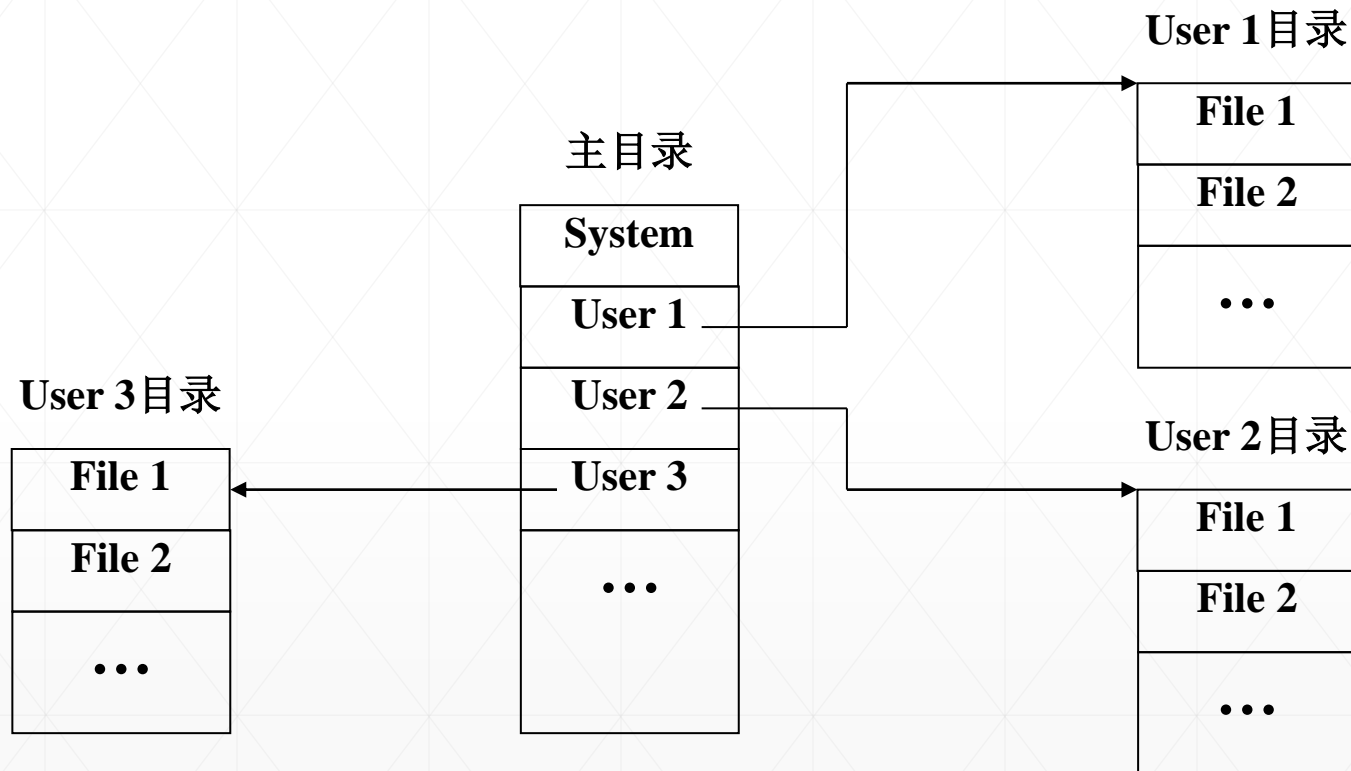 主目录
System
User 1
User 2
User 3
…
User 1目录
File 1
File 2
…
User 2目录
File 1
File 2
…
User 3目录
File 1
File 2
…